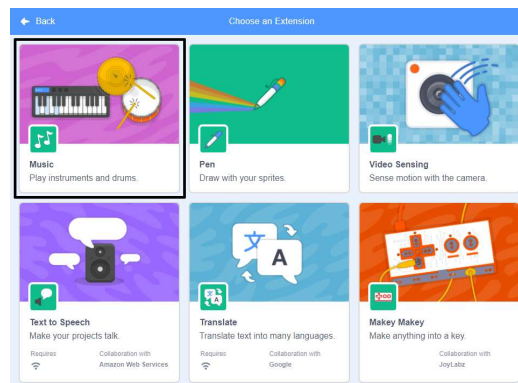 Back
Choose an Extension
Music
Play instruments and drums.
Pen
Draw with your sprites.
Video Sensing
Sense motion with the camera.
文
A
Text to Speech
Make your projects talk.
Requires
Collaboration with
Amazon Web Services
Translate
Translate text into many languages.
Requires
Collaboration with
Google
Makey Makey
Make anything into a key.
Collaboration with
JoyLabz